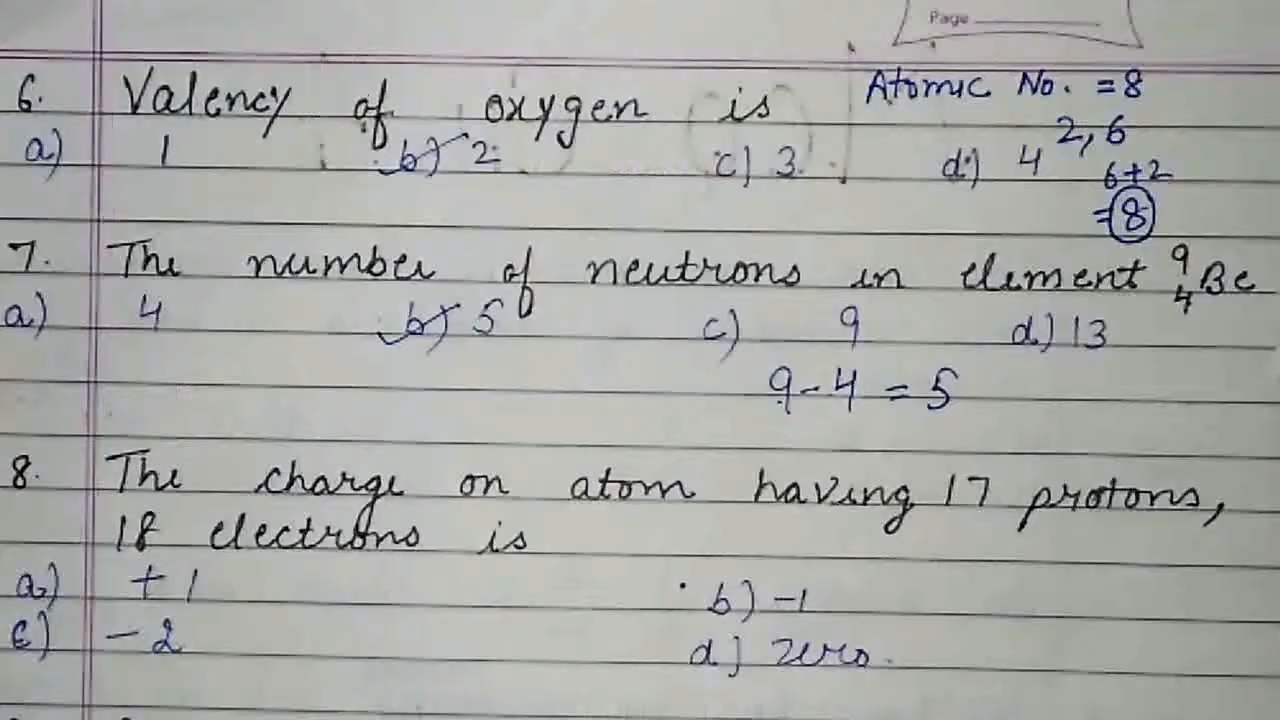 Page
6. Valency of oxygen is Atomic No. = 8
2, 6
a) 1 b) 2 c) 3 d) 4
6+2
= 8
7. The number of neutrons in element ⁹₄Be
a) 4 b) 5 c) 9 d) 13
9 - 4 = 5
8. The charge on atom having 17 protons,
18 electrons is
a) + 1 b) -1
c) - 2 d) zero.